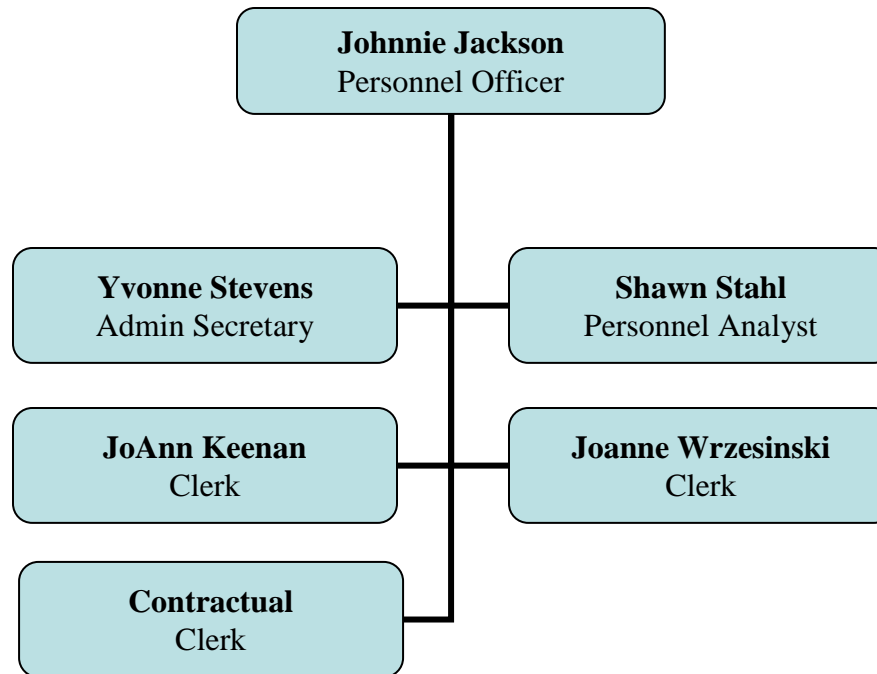 Johnnie Jackson
Personnel Officer
Yvonne Stevens
Admin Secretary
Shawn Stahl
Personnel Analyst
JoAnn Keenan
Clerk
Joanne Wrzesinski
Clerk
Contractual
Clerk